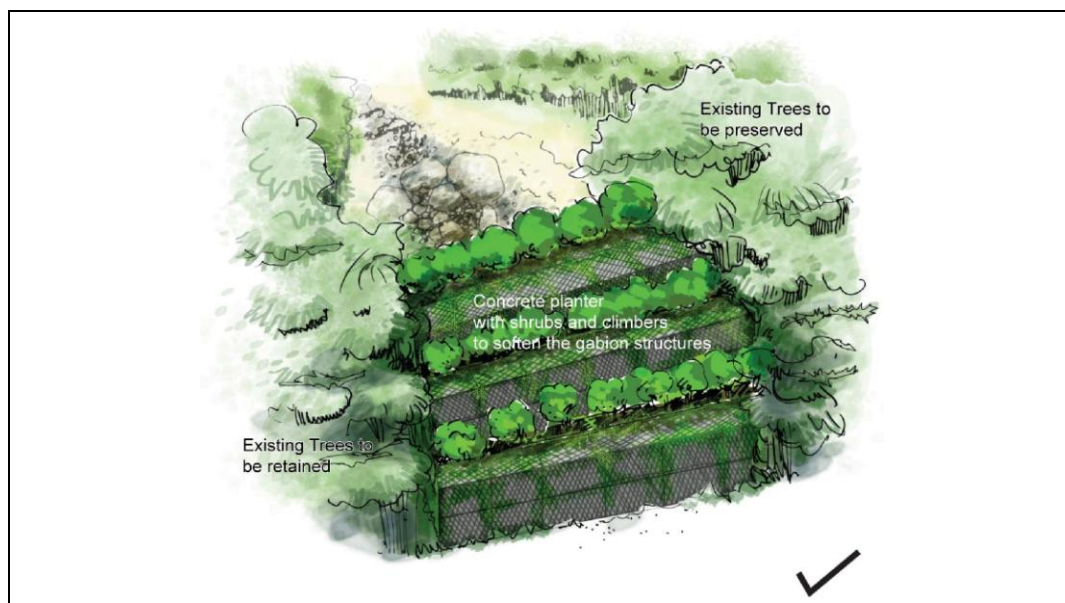 Existing Trees to
be preserved
Concrete planter
with shrubs and climbers
to soften the gabion structures
Existing Trees to
be retained